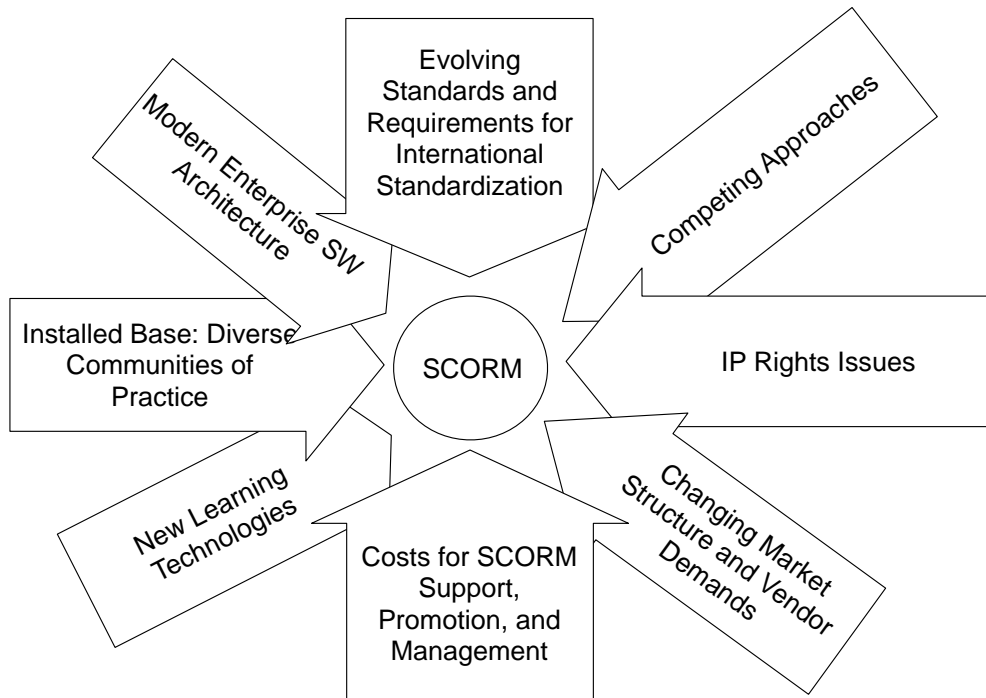 Evolving
Standards and
Requirements for
International
Standardization
Modern Enterprise SW
Architecture
Competing Approaches
Installed Base: Diverse
Communities of
Practice
SCORM
IP Rights Issues
New Learning
Technologies
Costs for SCORM
Support,
Promotion, and
Management
Changing Market
Structure and Vendor
Demands